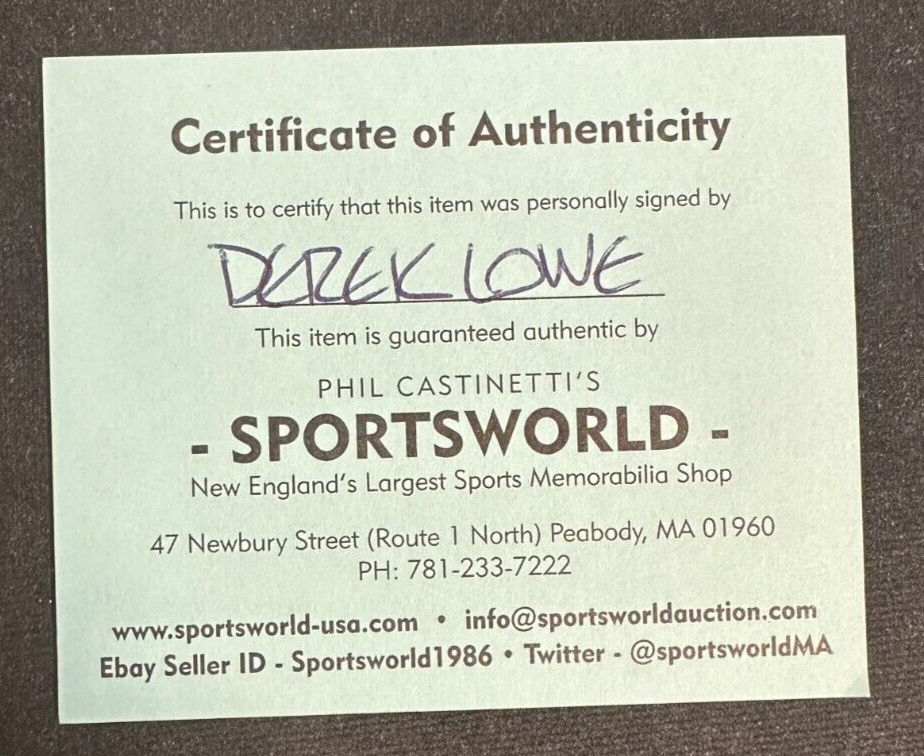 Certificate of Authenticity
This is to certify that this item was personally signed by
DEREK LOWE
This item is guaranteed authentic by
PHIL CASTINETTI'S
- SPORTSWORLD -
New England's Largest Sports Memorabilia Shop
47 Newbury Street (Route 1 North) Peabody, MA 01960
PH: 781-233-7222
www.sportsworld-usa.com • info@sportsworldauction.com
Ebay Seller ID - Sportsworld1986 • Twitter - @sportsworldMA